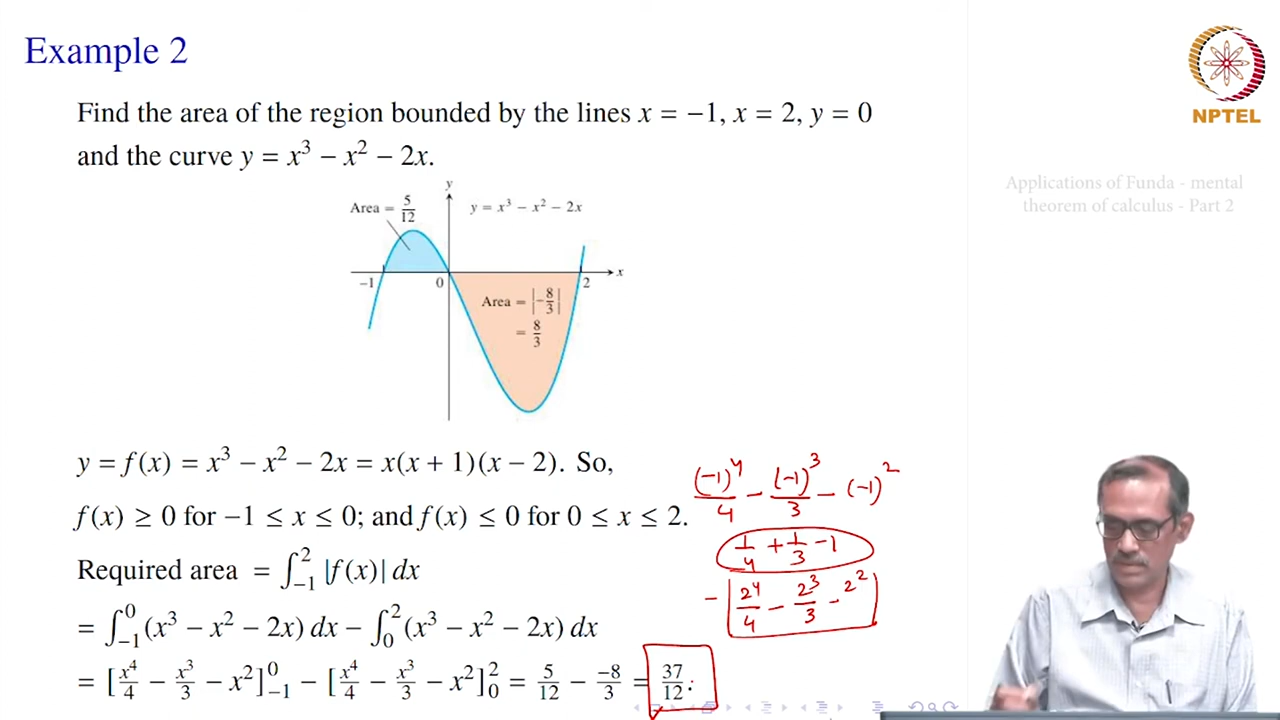 Example 2
NPTEL
Find the area of the region bounded by the lines x = −1, x = 2, y = 0
and the curve y = x³ − x² − 2x.
Applications of Funda - mental
theorem of calculus - Part 2
y
Area = 5/12
y = x³ − x² − 2x
−1 0 2 x
Area = |−8/3|
= 8/3
y = f(x) = x³ − x² − 2x = x(x + 1)(x − 2). So,
(-1)⁴/4 − (-1)³/3 − (-1)²
f(x) ≥ 0 for −1 ≤ x ≤ 0; and f(x) ≤ 0 for 0 ≤ x ≤ 2.
1/4 + 1/3 − 1
Required area = ∫₋₁² |f(x)| dx
− [2⁴/4 − 2³/3 − 2²]
= ∫₋₁⁰ (x³ − x² − 2x) dx − ∫₀² (x³ − x² − 2x) dx
= [x⁴/4 − x³/3 − x²]₋₁⁰ − [x⁴/4 − x³/3 − x²]₀² = 5/12 − −8/3 = 37/12.